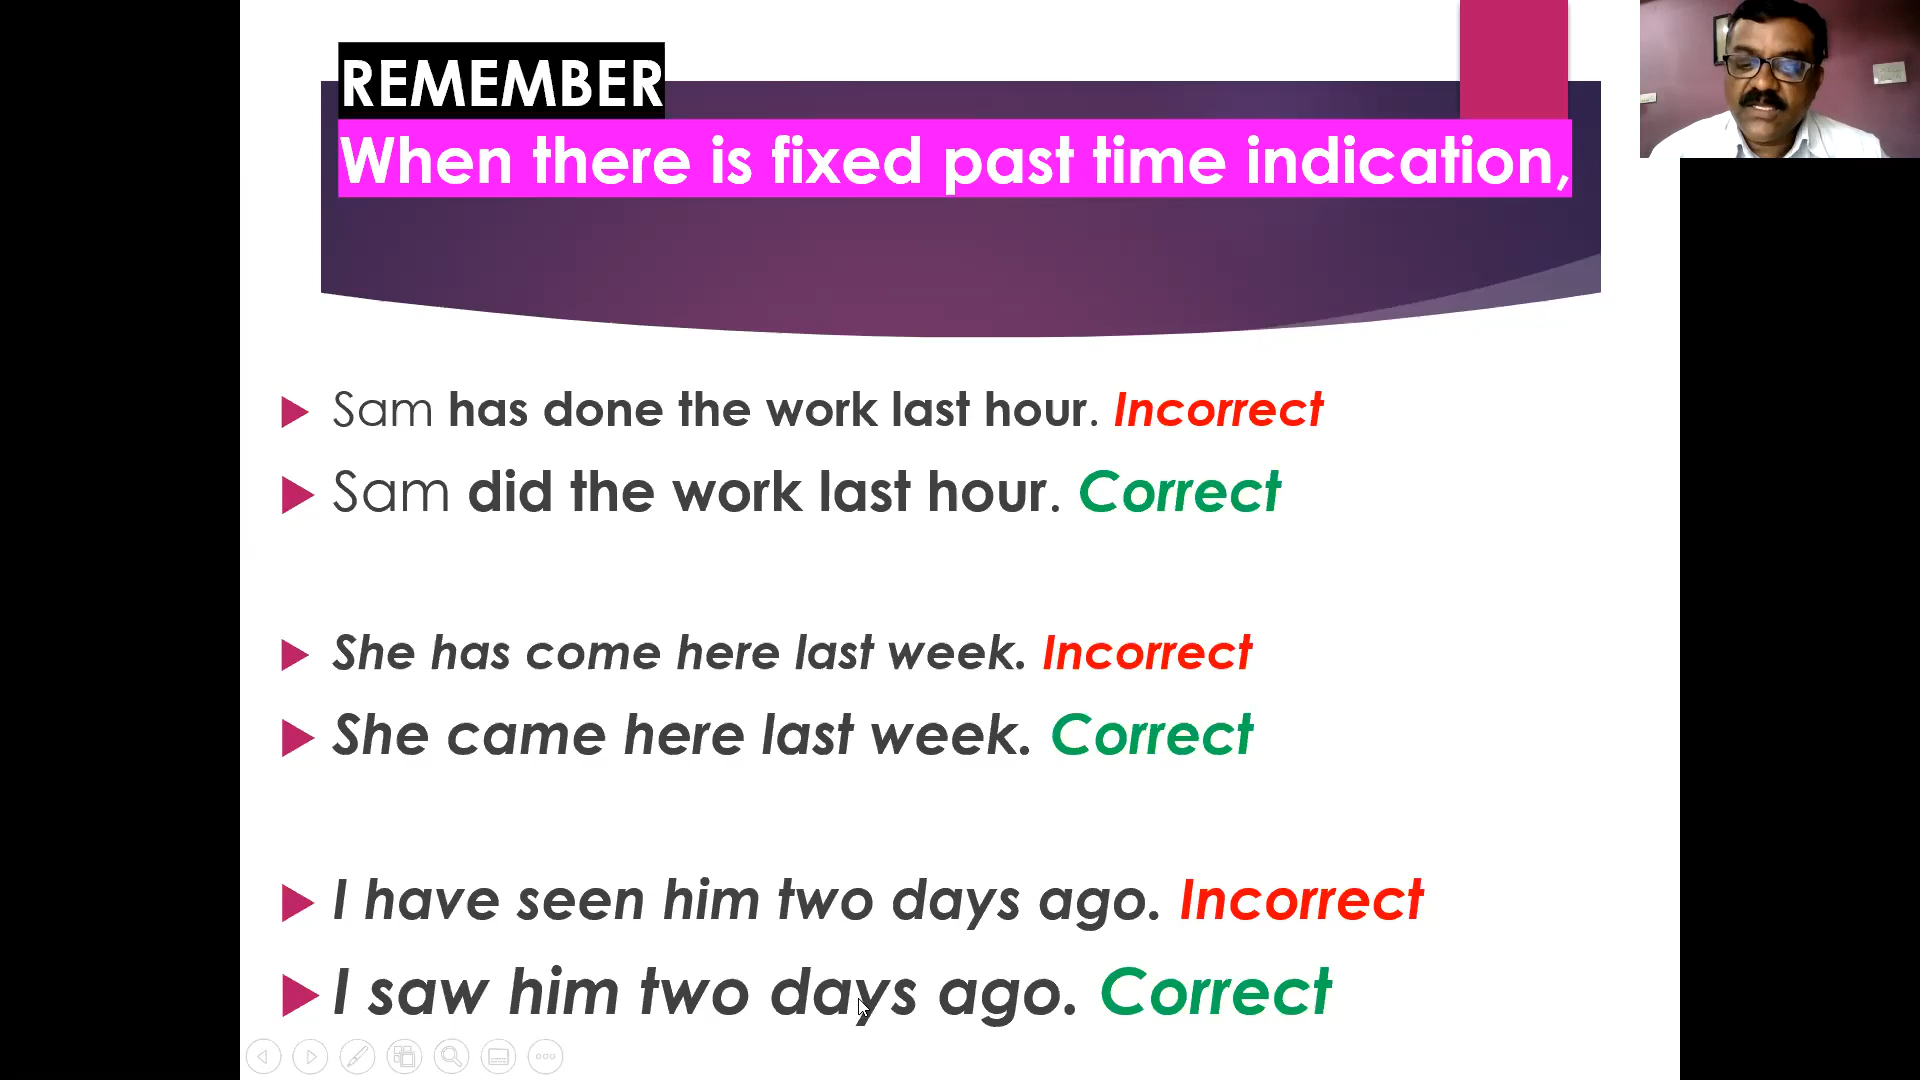 REMEMBER
When there is fixed past time indication,
Sam has done the work last hour. Incorrect
Sam did the work last hour. Correct
She has come here last week. Incorrect
She came here last week. Correct
I have seen him two days ago. Incorrect
I saw him two days ago. Correct